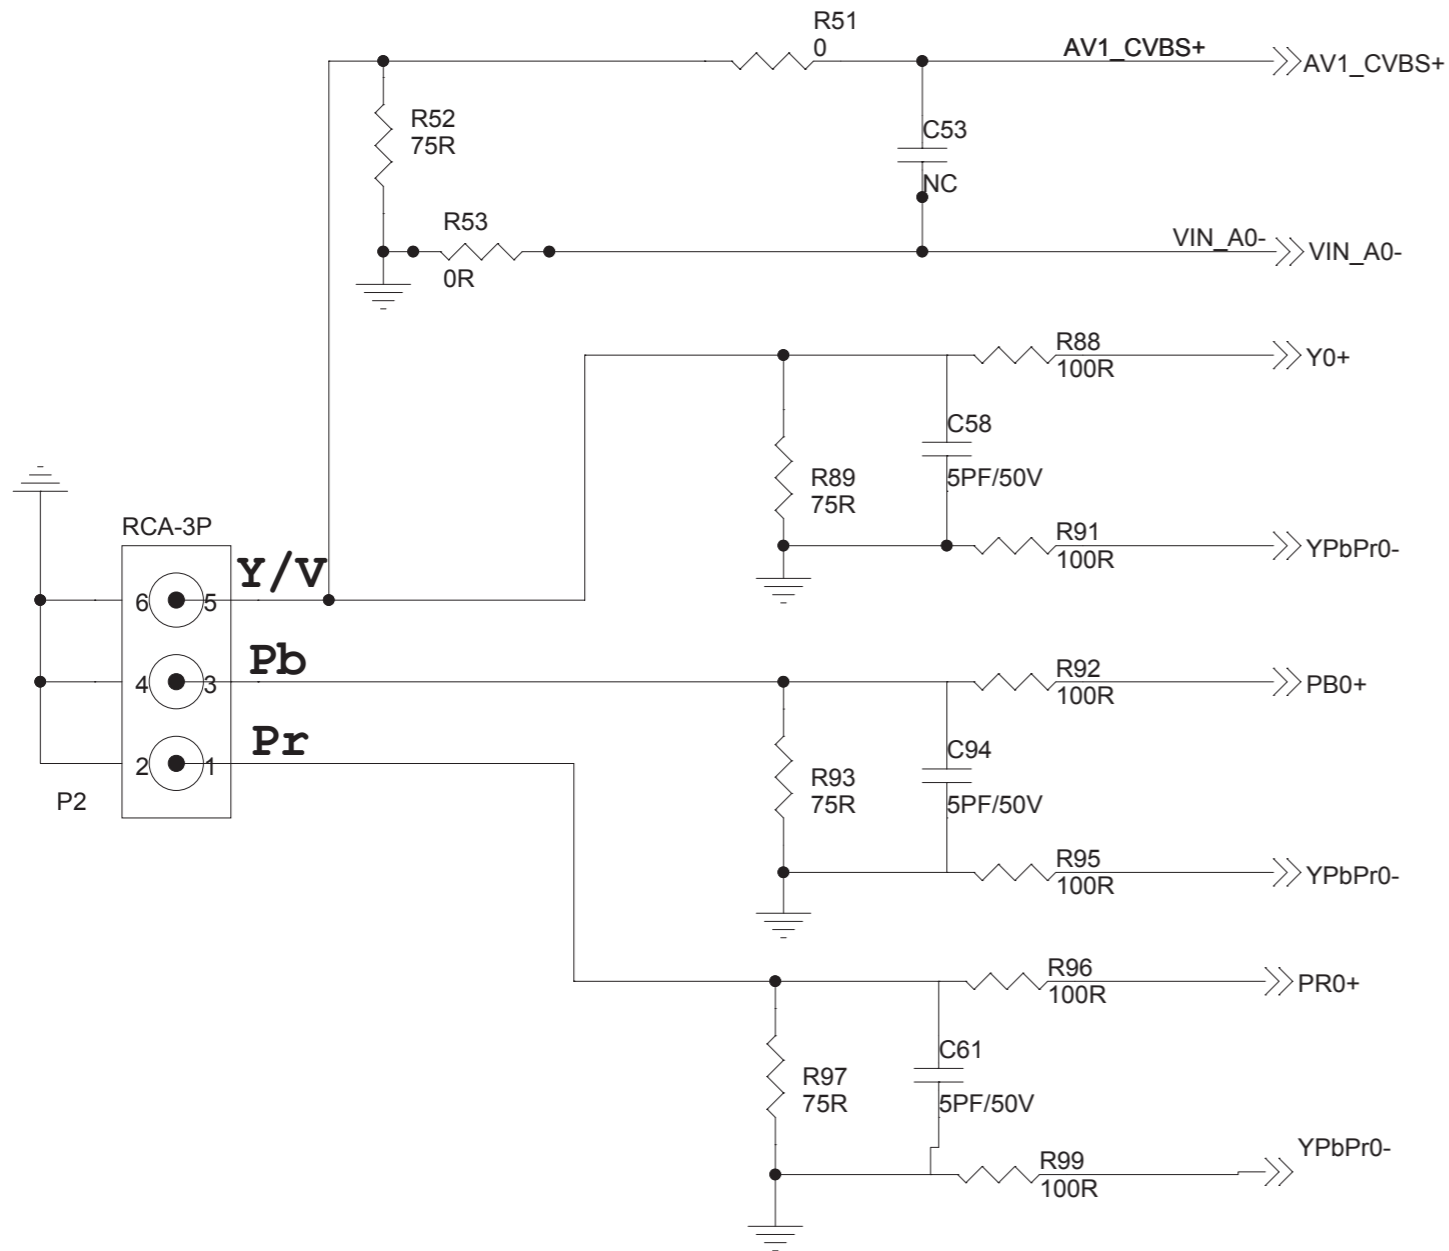 R51
0
AV1_CVBS+
AV1_CVBS+
R52
75R
C53
NC
R53
0R
VIN_A0-
VIN_A0-
R88
100R
Y0+
C58
5PF/50V
R89
75R
R91
100R
YPbPr0-
RCA-3P
Y/V
6
5
Pb
4
3
Pr
2
1
P2
R92
100R
PB0+
C94
5PF/50V
R93
75R
R95
100R
YPbPr0-
R96
100R
PR0+
C61
5PF/50V
R97
75R
R99
100R
YPbPr0-